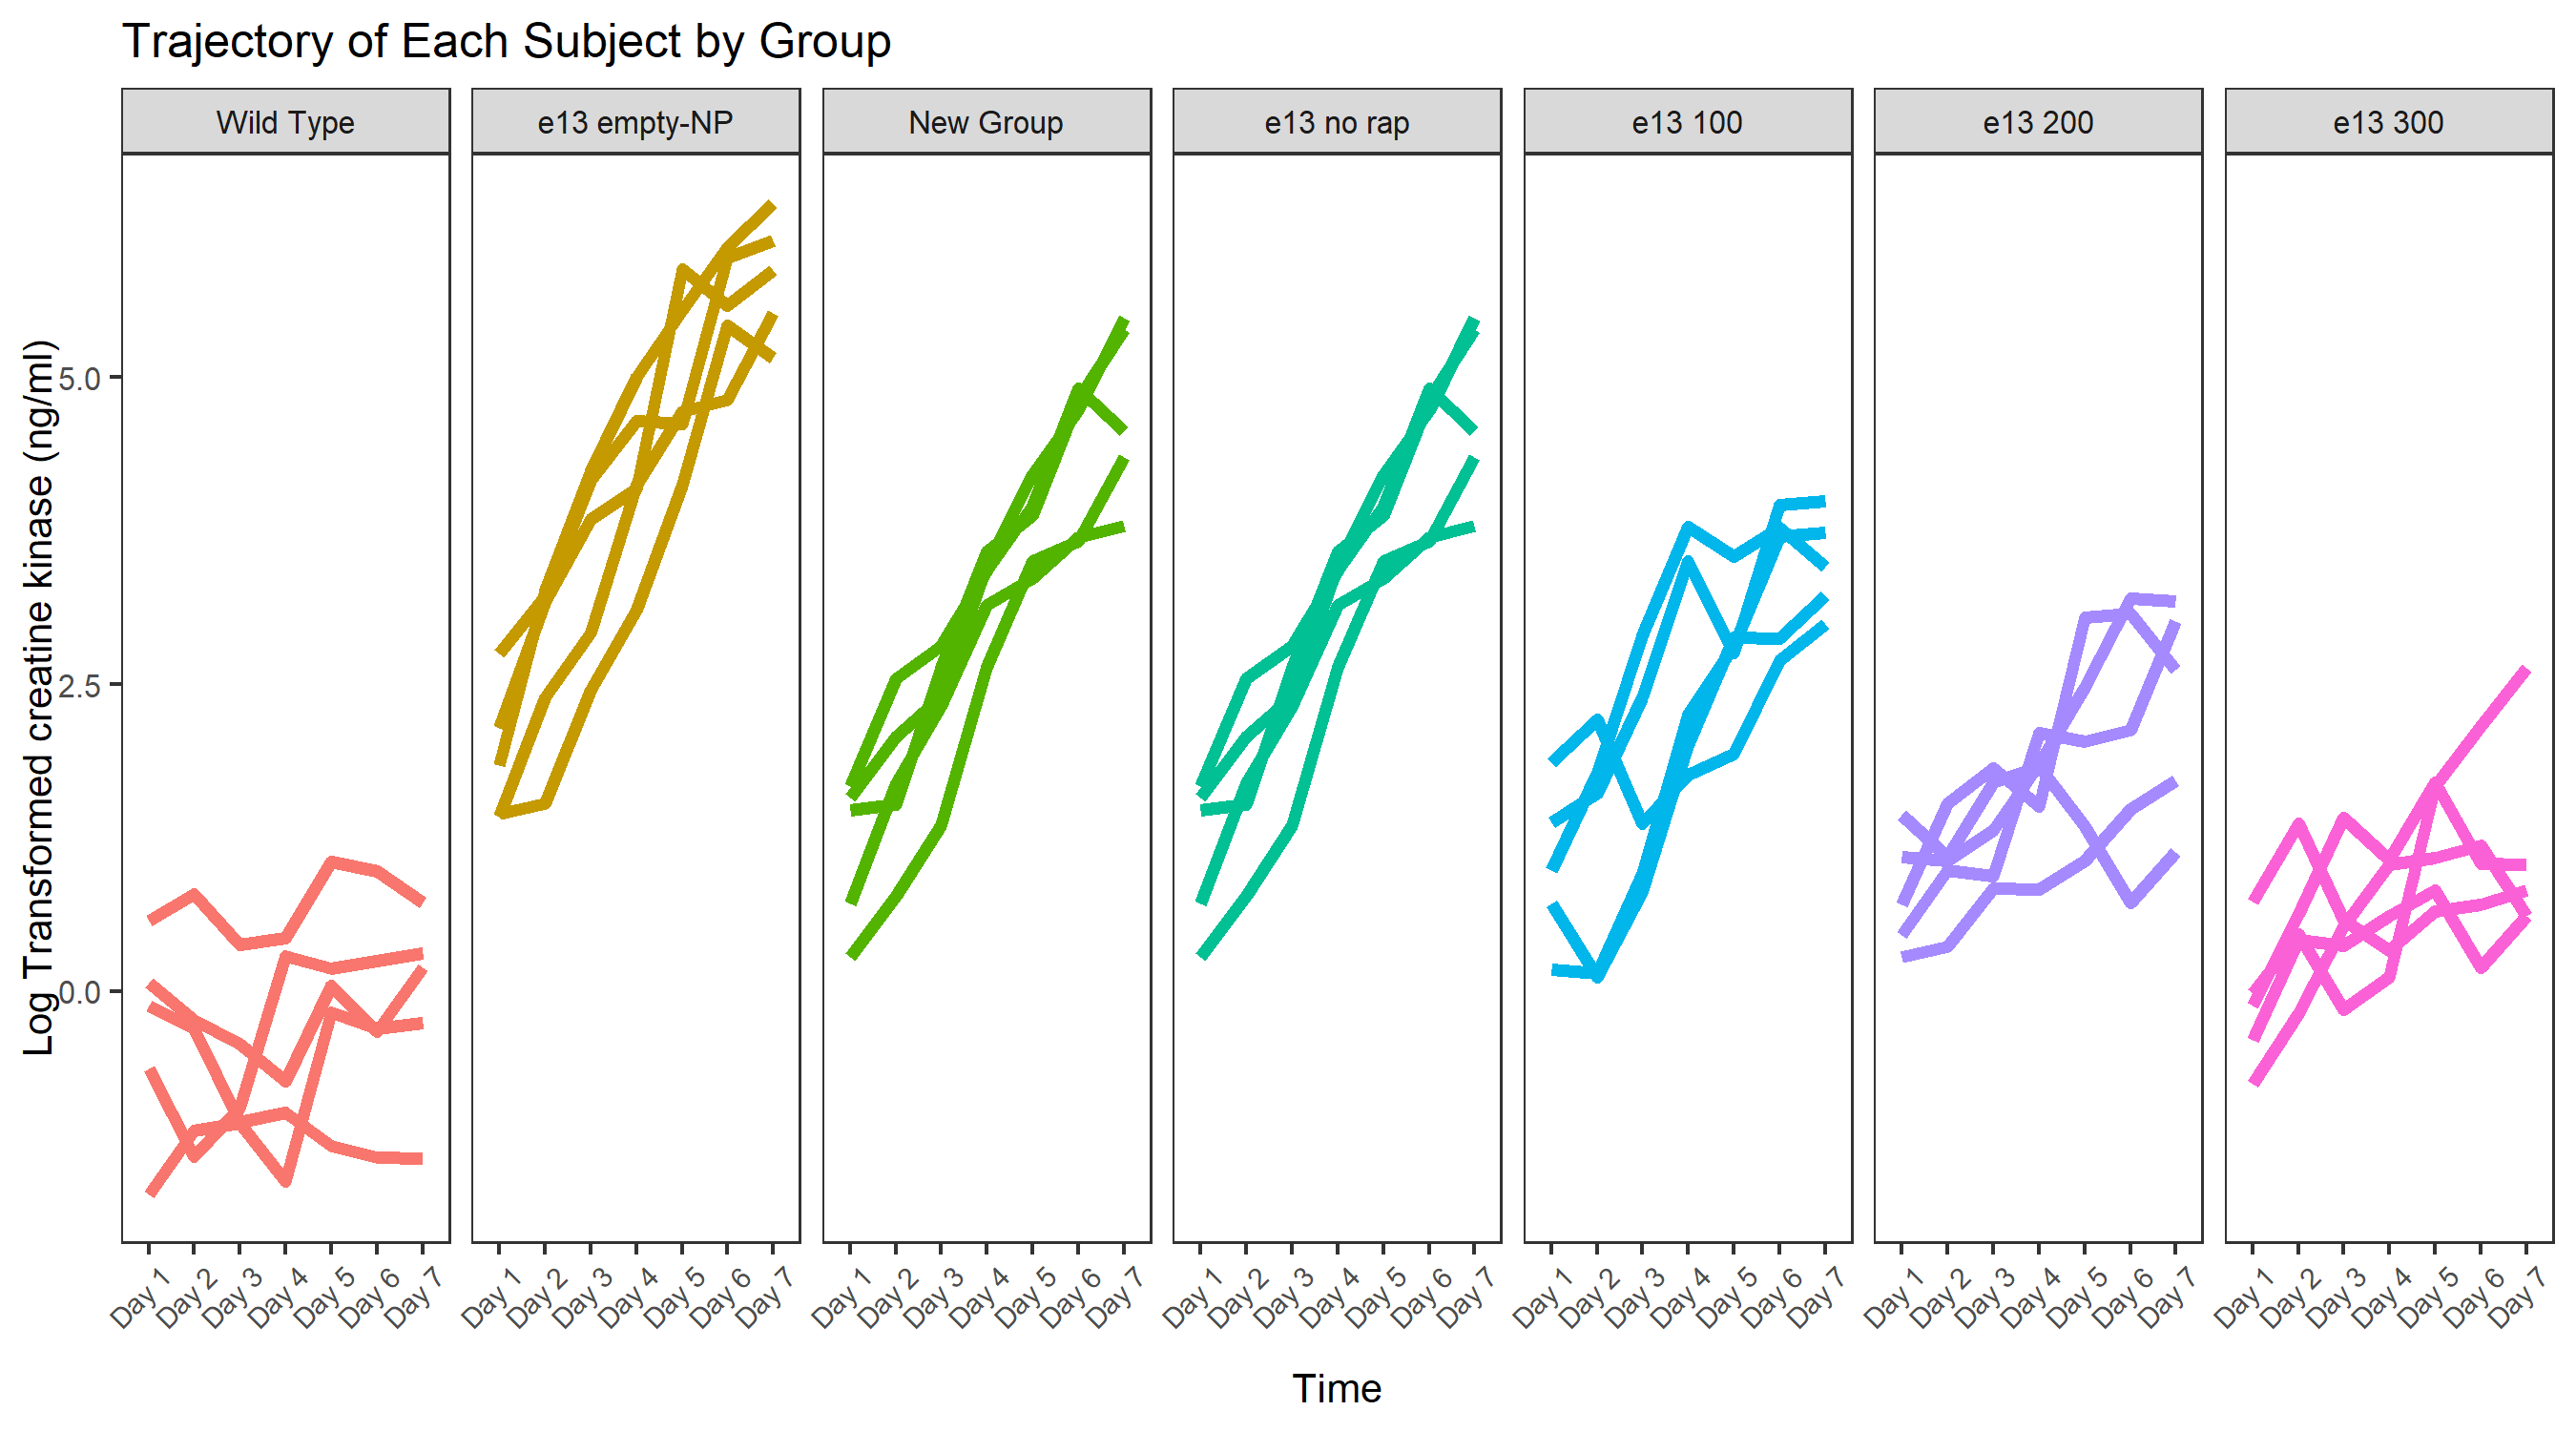 Trajectory of Each Subject by Group
Wild Type
e13 empty-NP
New Group
e13 no rap
e13 100
e13 200
e13 300
Log Transformed creatine kinase (ng/ml)
5.0
2.5
0.0
Day 1 Day 2 Day 3 Day 4 Day 5 Day 6 Day 7
Day 1 Day 2 Day 3 Day 4 Day 5 Day 6 Day 7
Day 1 Day 2 Day 3 Day 4 Day 5 Day 6 Day 7
Day 1 Day 2 Day 3 Day 4 Day 5 Day 6 Day 7
Day 1 Day 2 Day 3 Day 4 Day 5 Day 6 Day 7
Day 1 Day 2 Day 3 Day 4 Day 5 Day 6 Day 7
Day 1 Day 2 Day 3 Day 4 Day 5 Day 6 Day 7
Time